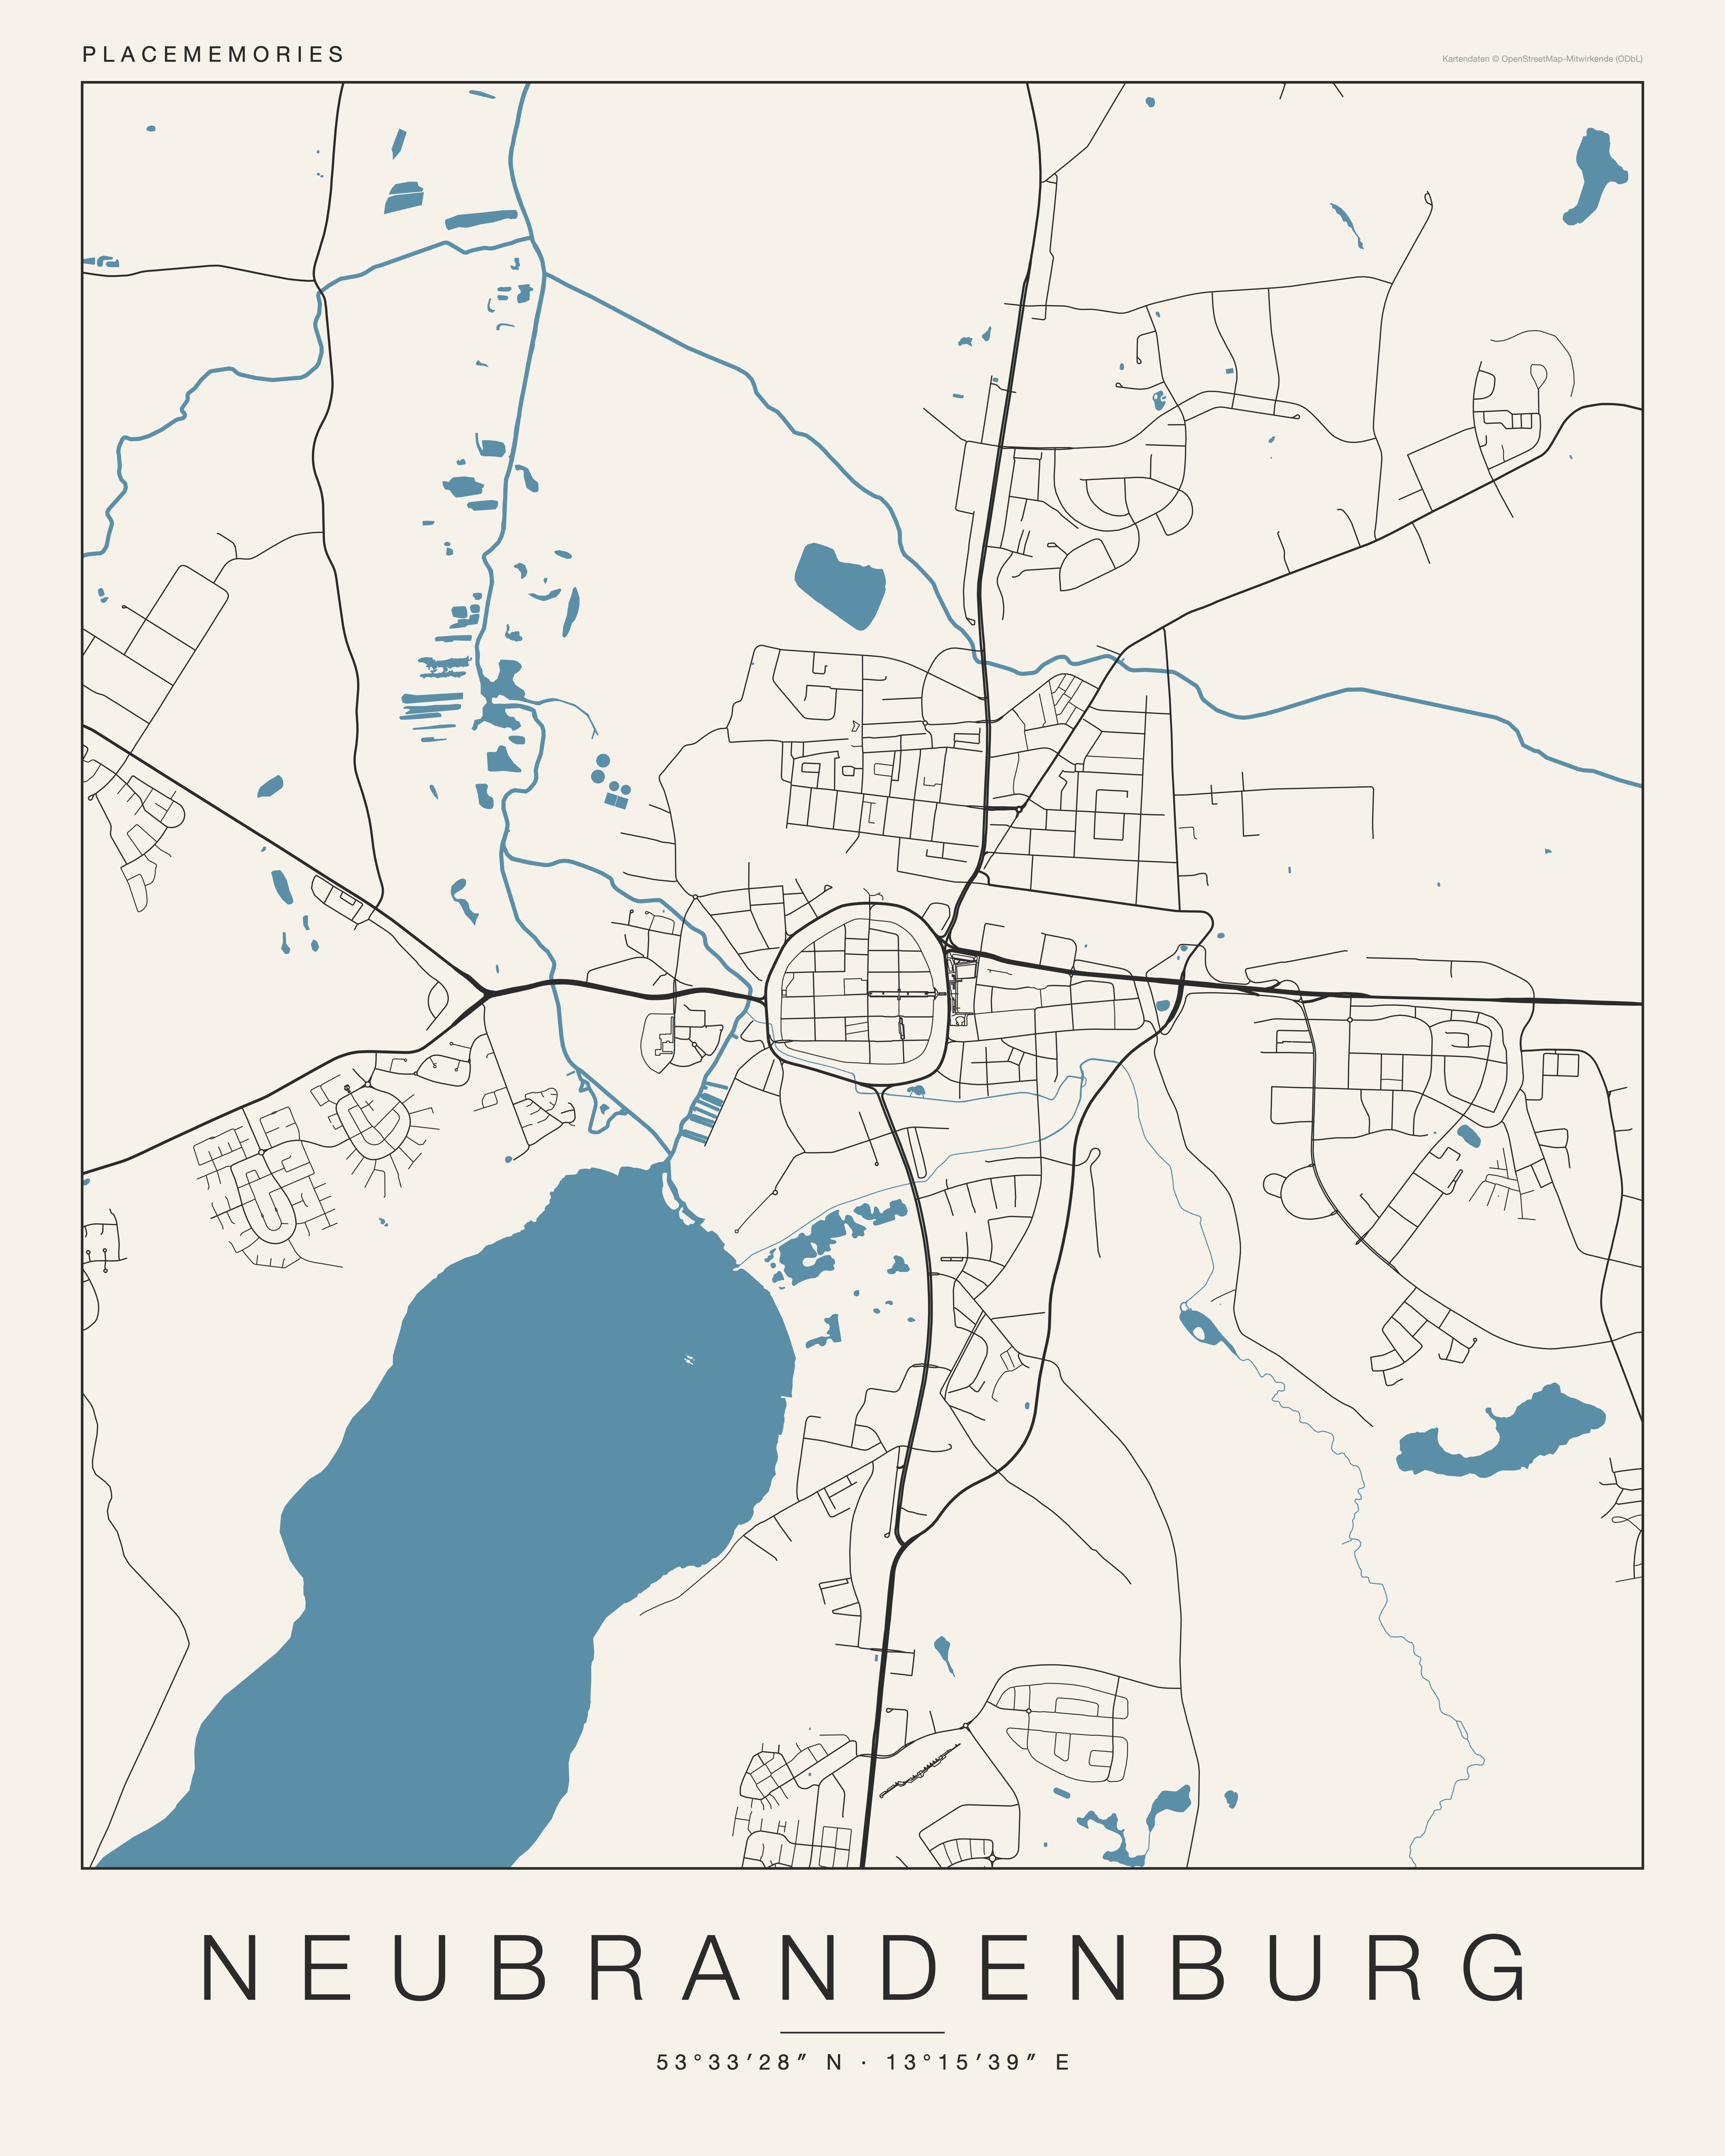 PLACEMEMORIES
Kartendaten © OpenStreetMap-Mitwirkende (ODbL)
NEUBRANDENBURG
53°33′28″ N · 13°15′39″ E